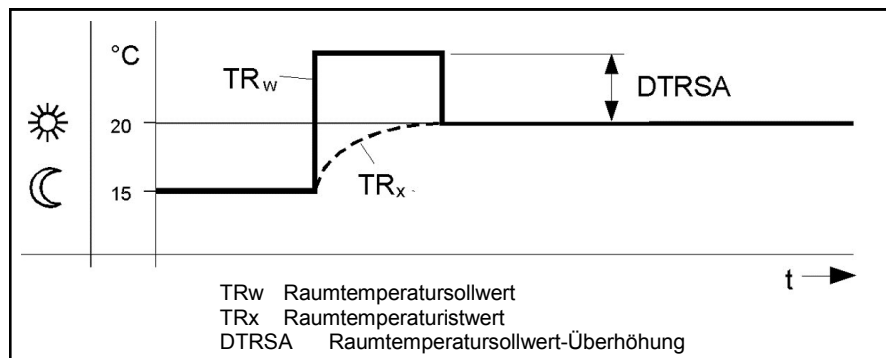 °C
TRw
DTRSA
20
TRx
15
t
TRw Raumtemperatursollwert
TRx Raumtemperaturistwert
DTRSA Raumtemperatursollwert-Überhöhung